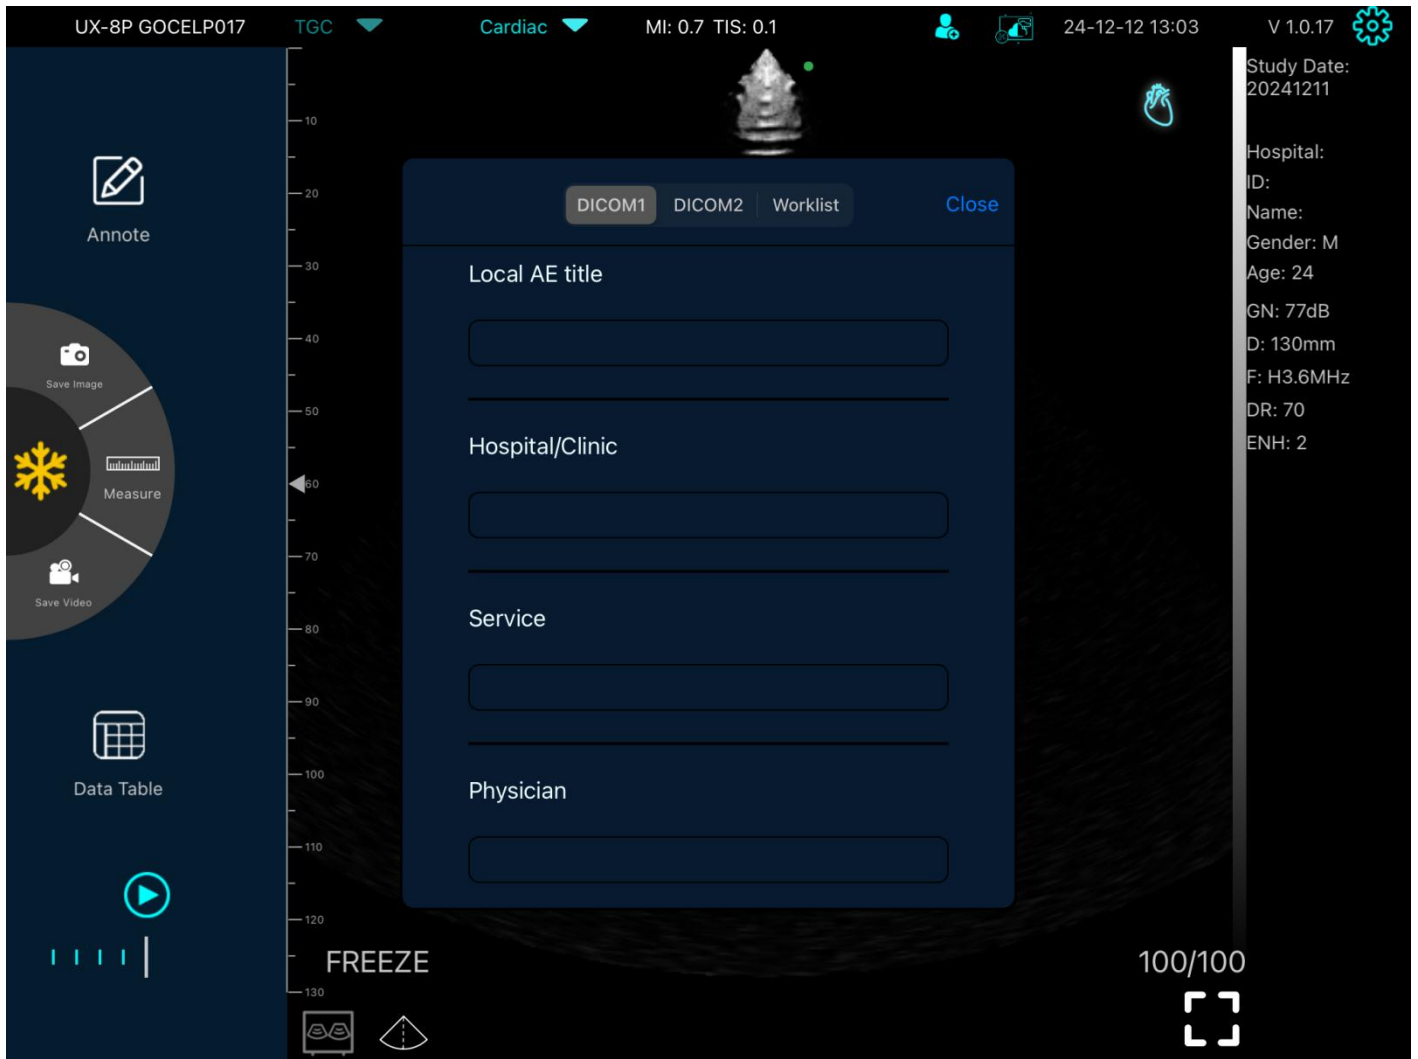 UX-8P GOCELP017 TGC Cardiac MI: 0.7 TIS: 0.1 24-12-12 13:03 V 1.0.17
Study Date:
20241211
Hospital:
ID:
Name:
Gender: M
Age: 24
GN: 77dB
D: 130mm
F: H3.6MHz
DR: 70
ENH: 2
Annote
Save Image
Measure
Save Video
Data Table
10
20
30
40
50
60
70
80
90
100
110
120
130
DICOM1 DICOM2 Worklist Close
Local AE title
Hospital/Clinic
Service
Physician
FREEZE
100/100